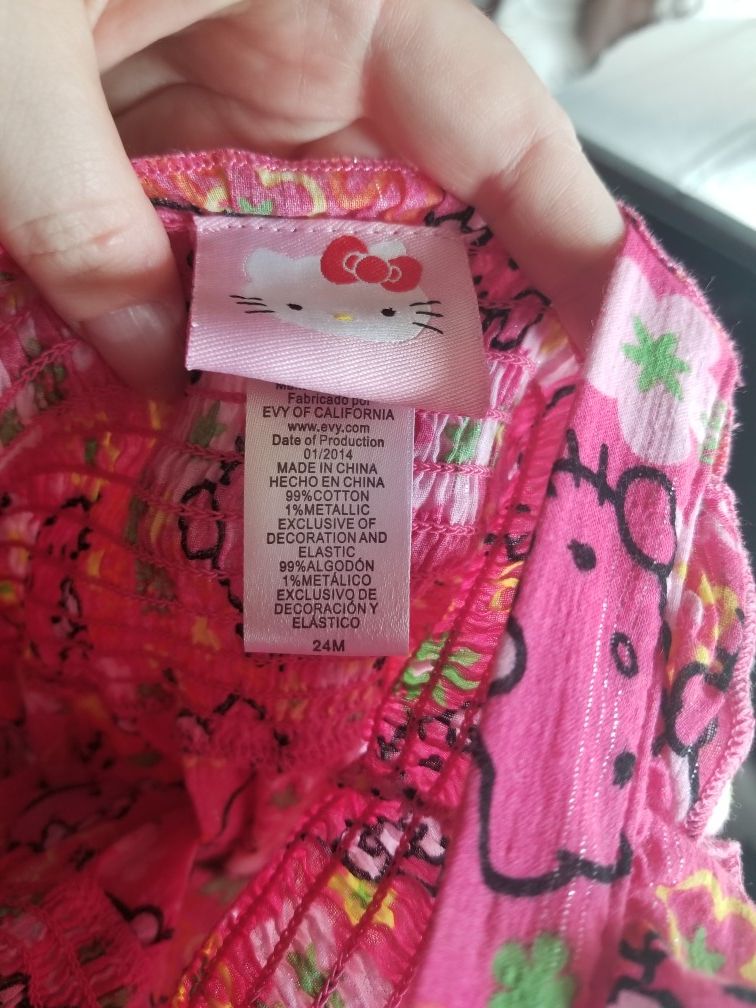 Fabricado por
EVY OF CALIFORNIA
www.evy.com
Date of Production
01/2014
MADE IN CHINA
HECHO EN CHINA
99%COTTON
1%METALLIC
EXCLUSIVE OF
DECORATION AND
ELASTIC
99%ALGODÓN
1%METÁLICO
EXCLUSIVO DE
DECORACIÓN Y
ELÁSTICO
24M